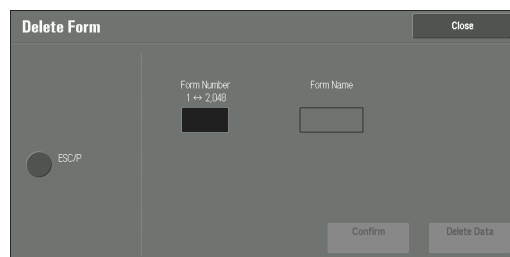 Delete Form
Close
Form Number
1 ↔ 2,048
Form Name
ESC/P
Confirm
Delete Data